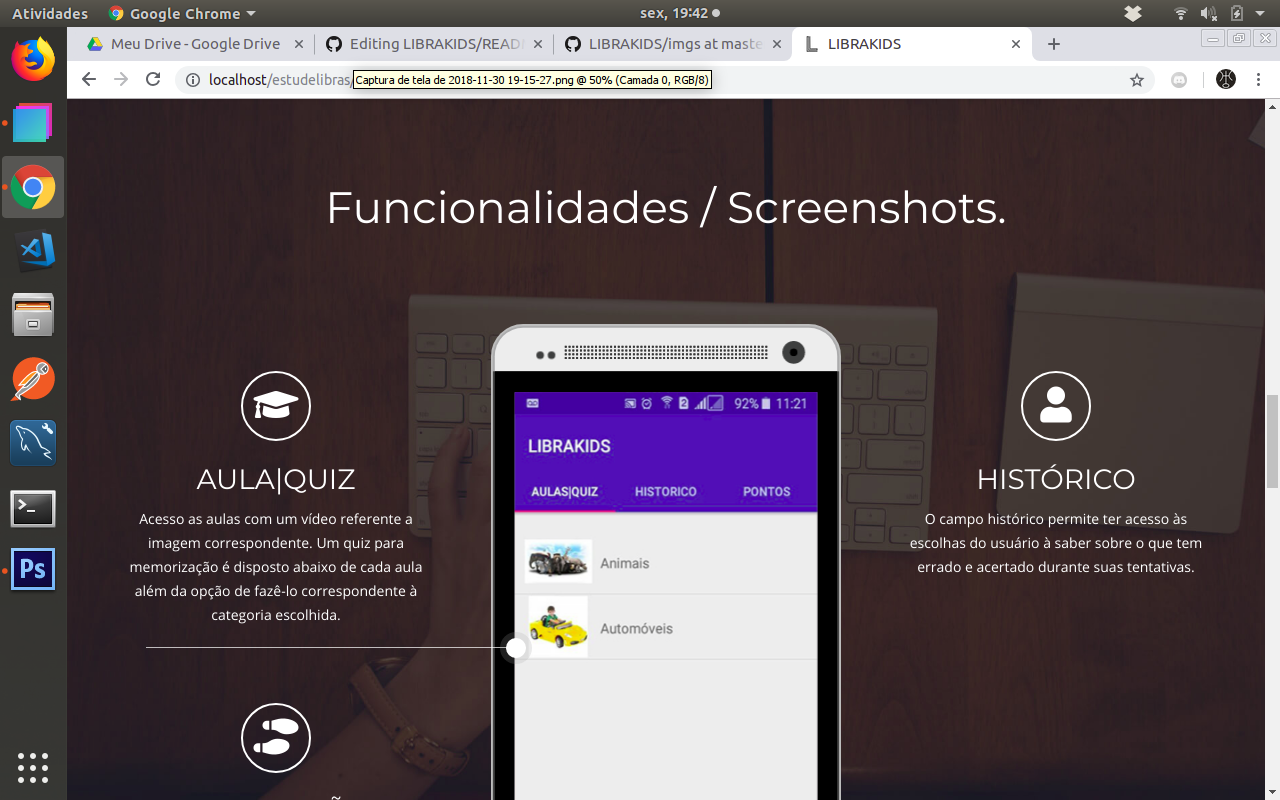 Atividades
Google Chrome
sex, 19:42
Meu Drive - Google Drive
Editing LIBRAKIDS/READ
LIBRAKIDS/imgs at maste
LIBRAKIDS
localhost/estudelibras/
Captura de tela de 2018-11-30 19-15-27.png @ 50% (Camada 0, RGB/8)
Funcionalidades / Screenshots.
AULA|QUIZ
Acesso as aulas com um vídeo referente a
imagem correspondente. Um quiz para
memorização é disposto abaixo de cada aula
além da opção de fazê-lo correspondente à
categoria escolhida.
2
92%
11:21
LIBRAKIDS
AULAS|QUIZ
HISTORICO
PONTOS
Animais
Automóveis
HISTÓRICO
O campo histórico permite ter acesso às
escolhas do usuário à saber sobre o que tem
errado e acertado durante suas tentativas.
Ps